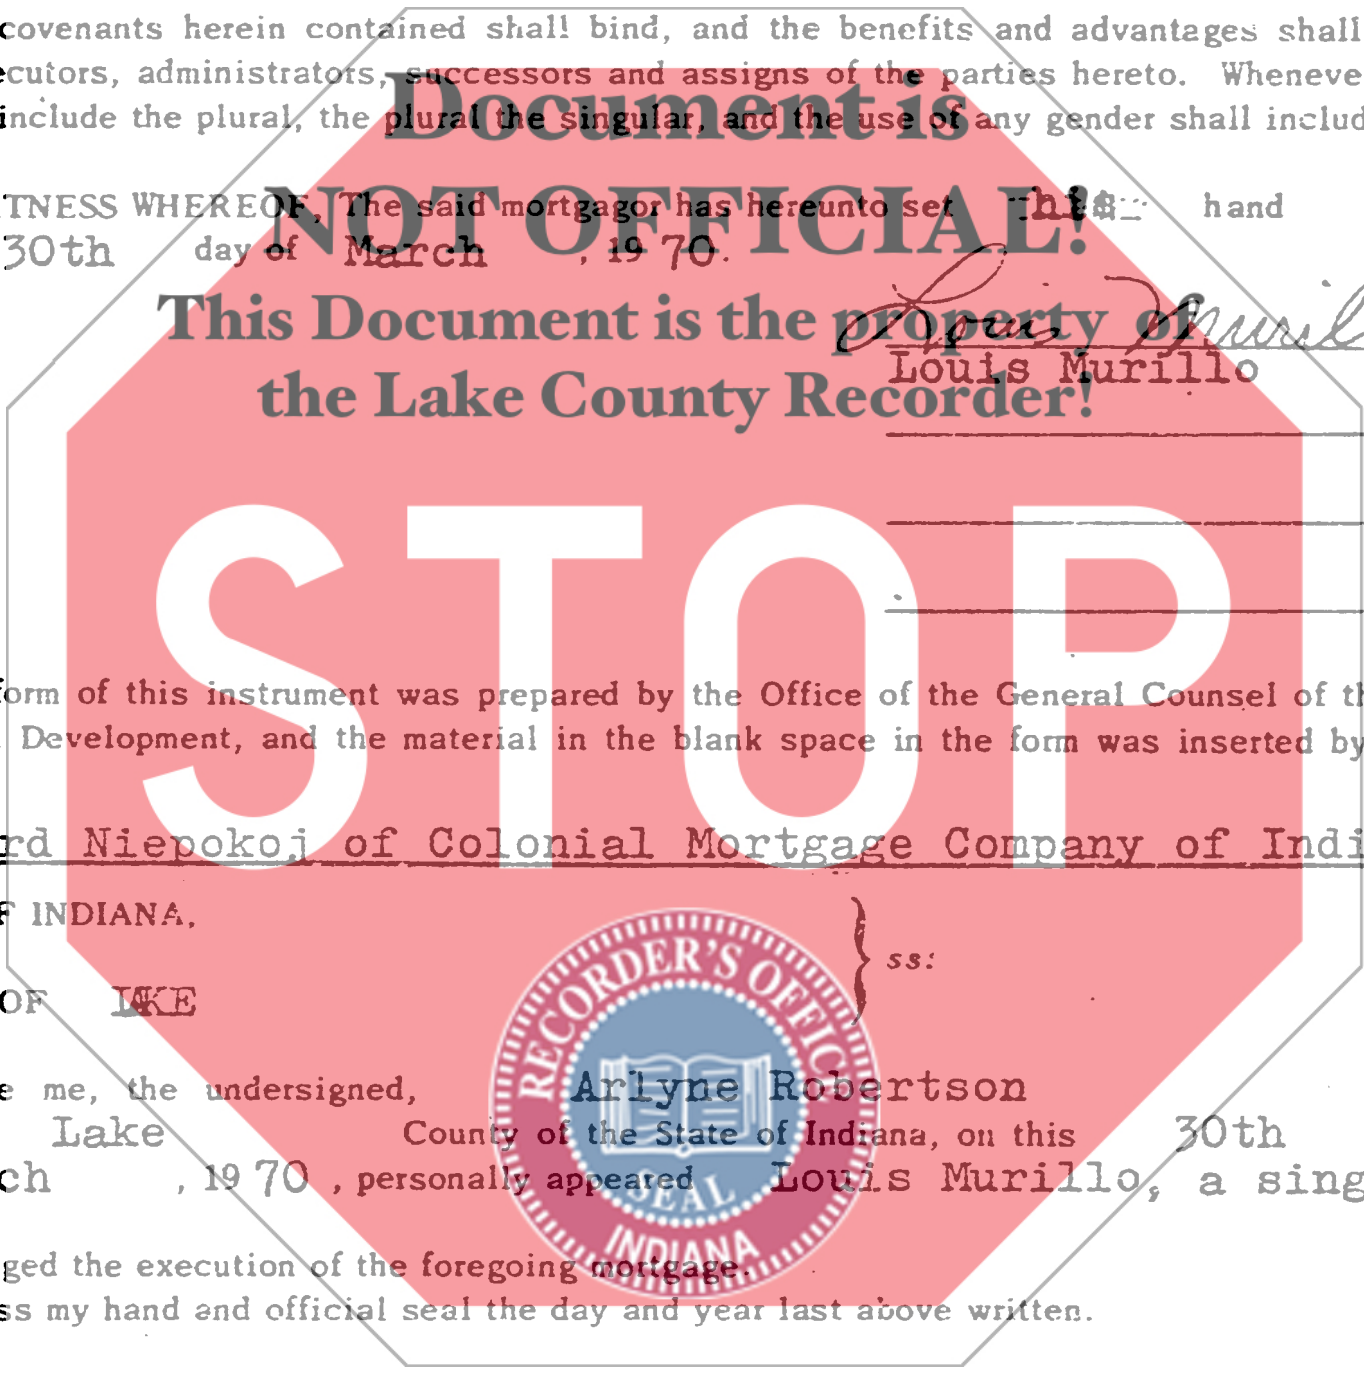 covenants herein contained shall bind, and the benefits and advantages shall
ecutors, administrators, successors and assigns of the parties hereto. Wheneve
include the plural, the plural the singular, and the use of any gender shall includ
Document is
NOT OFFICIAL!
This Document is the property of
the Lake County Recorder!
TNESS WHEREOF, The said mortgagor has hereunto set his hand
30th day of March , 19 70.
Louis Muril
Louis Murillo
STOP
form of this instrument was prepared by the Office of the General Counsel of th
Development, and the material in the blank space in the form was inserted by
rd Niepokoj of Colonial Mortgage Company of Indi
F INDIANA,
ss:
OF LAKE
RECORDER'S OFFIC
SEAL
INDIANA
e me, the undersigned, Arlyne Robertson
Lake County of the State of Indiana, on this 30th
ch , 19 70 , personally appeared Louis Murillo, a sing
ged the execution of the foregoing mortgage.
ss my hand and official seal the day and year last above written.